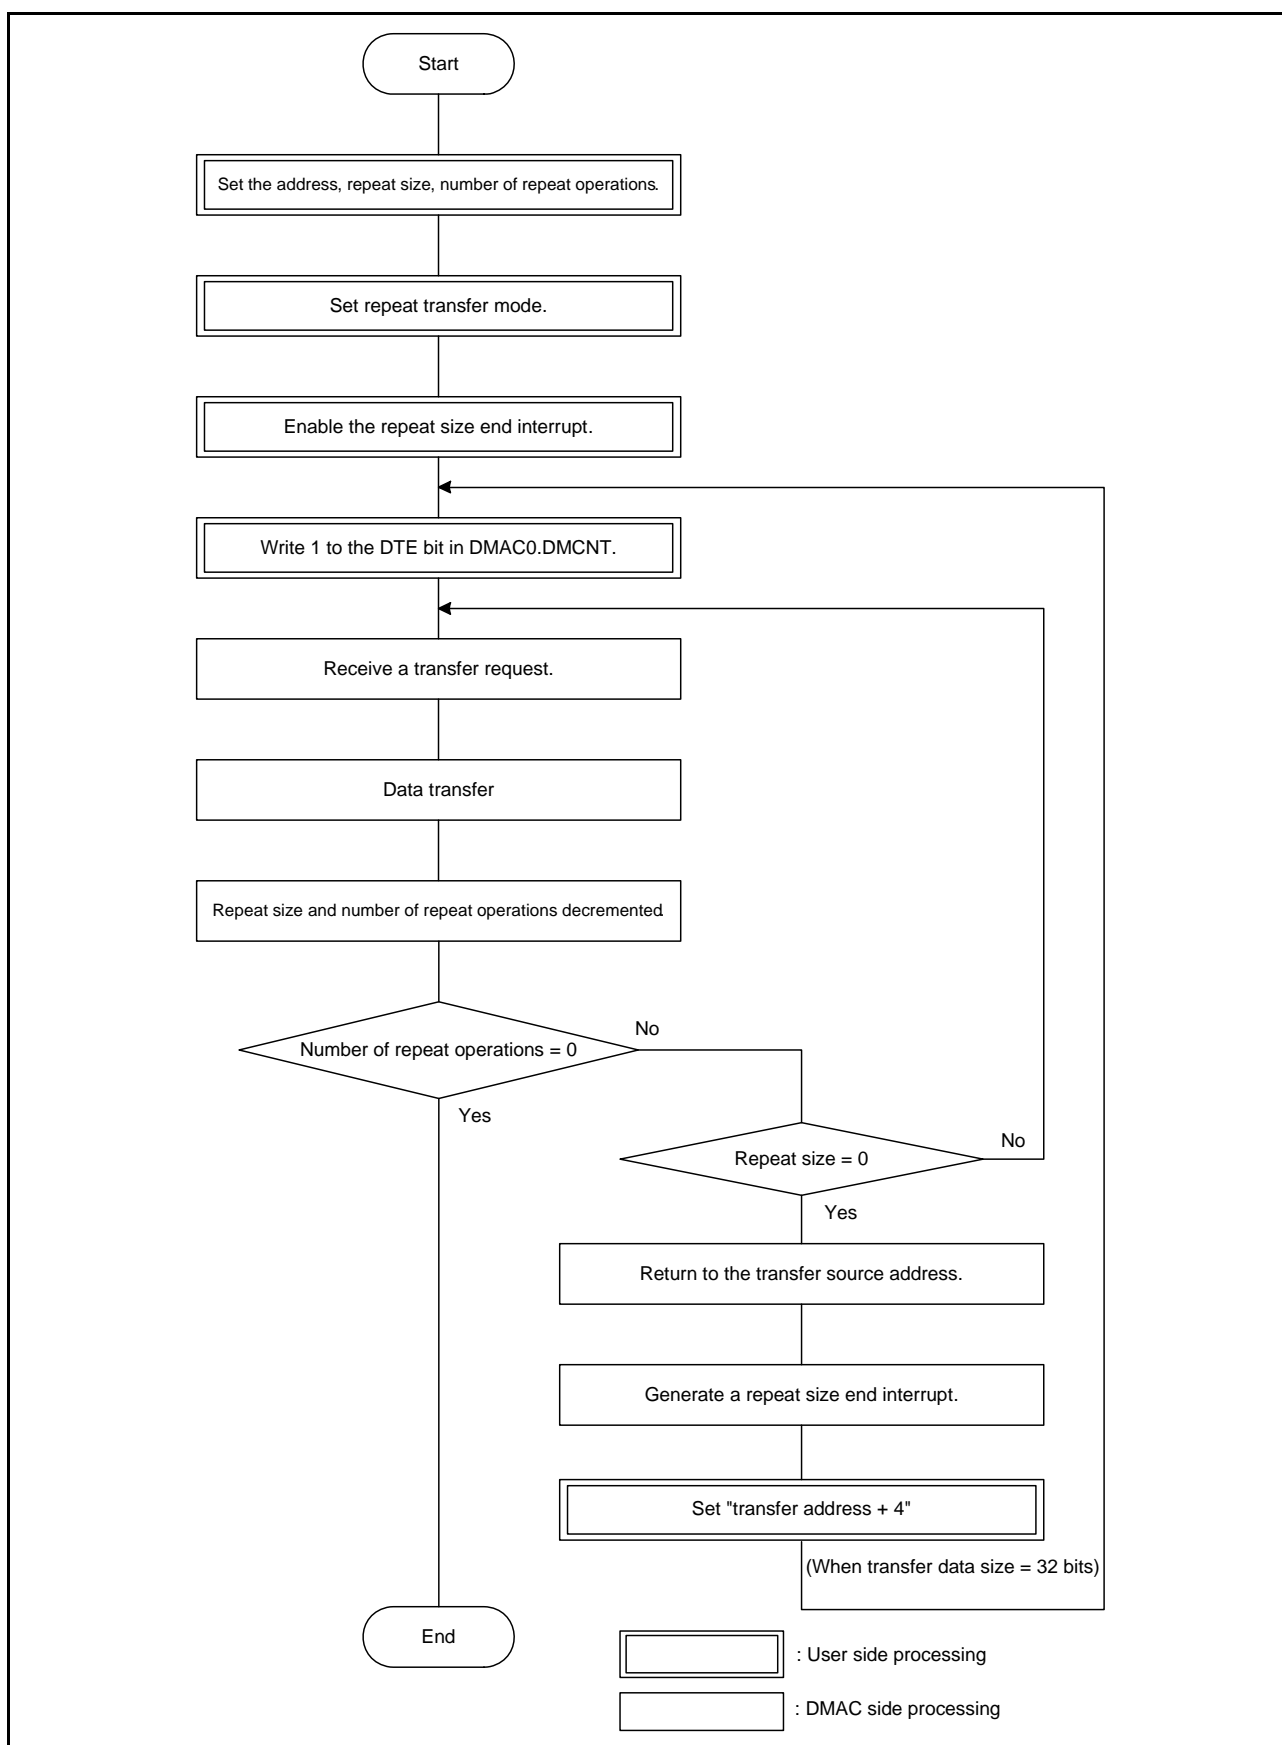 Start
Set the address, repeat size, number of repeat operations.
Set repeat transfer mode.
Enable the repeat size end interrupt.
Write 1 to the DTE bit in DMAC0.DMCNT.
Receive a transfer request.
Data transfer
Repeat size and number of repeat operations decremented.
Number of repeat operations = 0
No
Yes
Repeat size = 0
No
Yes
Return to the transfer source address.
Generate a repeat size end interrupt.
Set "transfer address + 4"
(When transfer data size = 32 bits)
End
: User side processing
: DMAC side processing